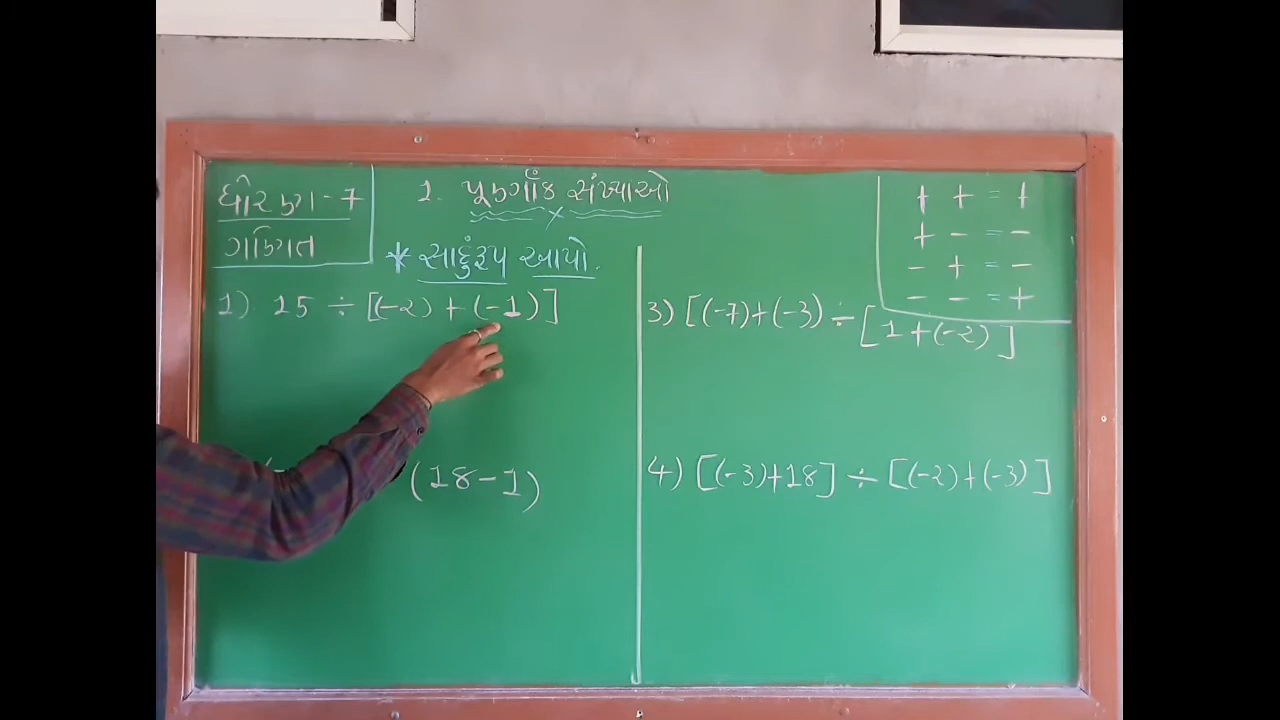 ધોરણ-7
ગણિત
1. પૂર્ણાંક સંખ્યાઓ
* સાદુંરૂપ આપો.
1). 15 ÷ [(-2) + (-1)]
(18-1)
+ + = +
+ - = -
- + = -
- - = +
3) [(-7)+(-3) ÷ [1+(-2)]
4) [(-3)+18] ÷ [(-2)+(-3)]